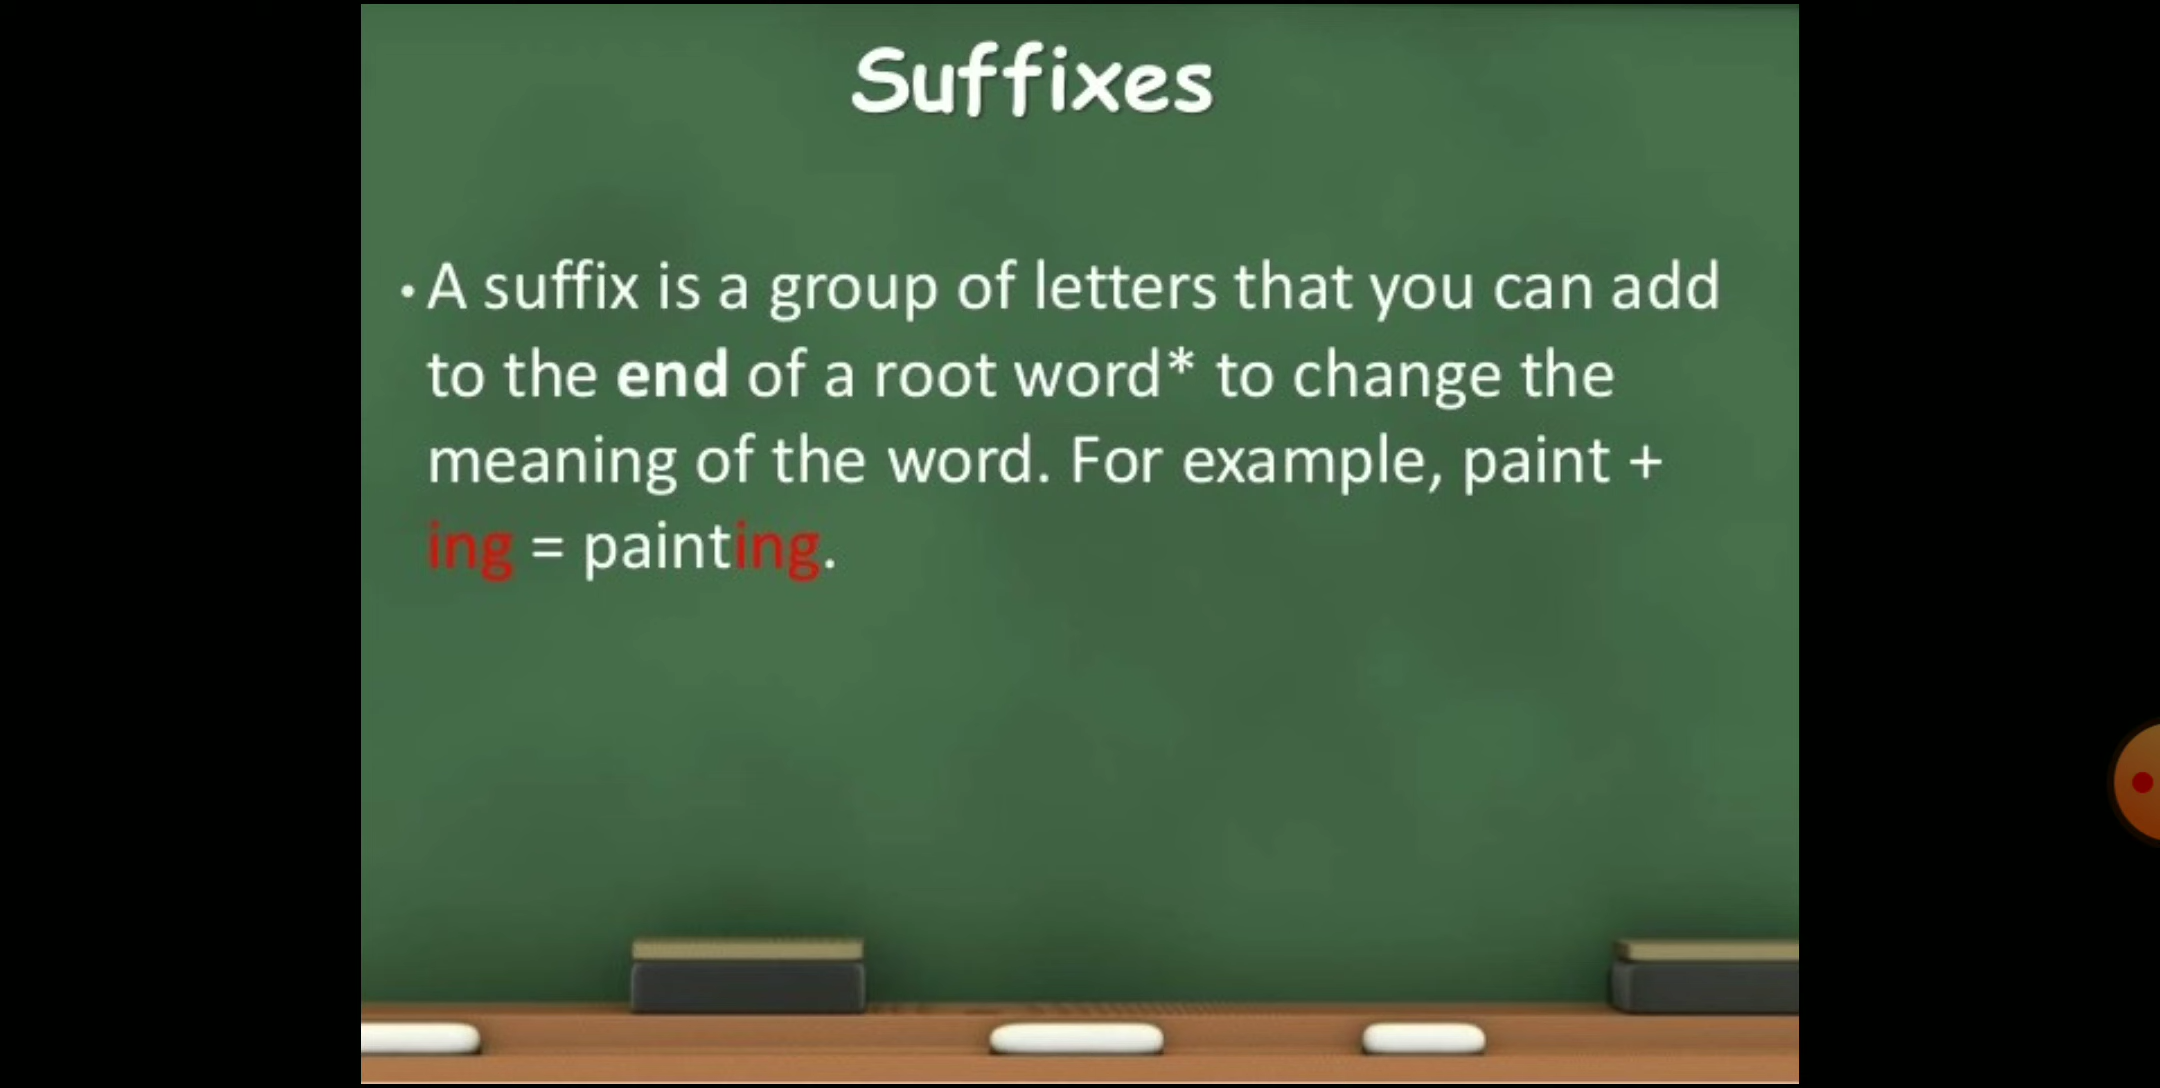 Suffixes
• A suffix is a group of letters that you can add
to the end of a root word* to change the
meaning of the word. For example, paint +
ing = painting.